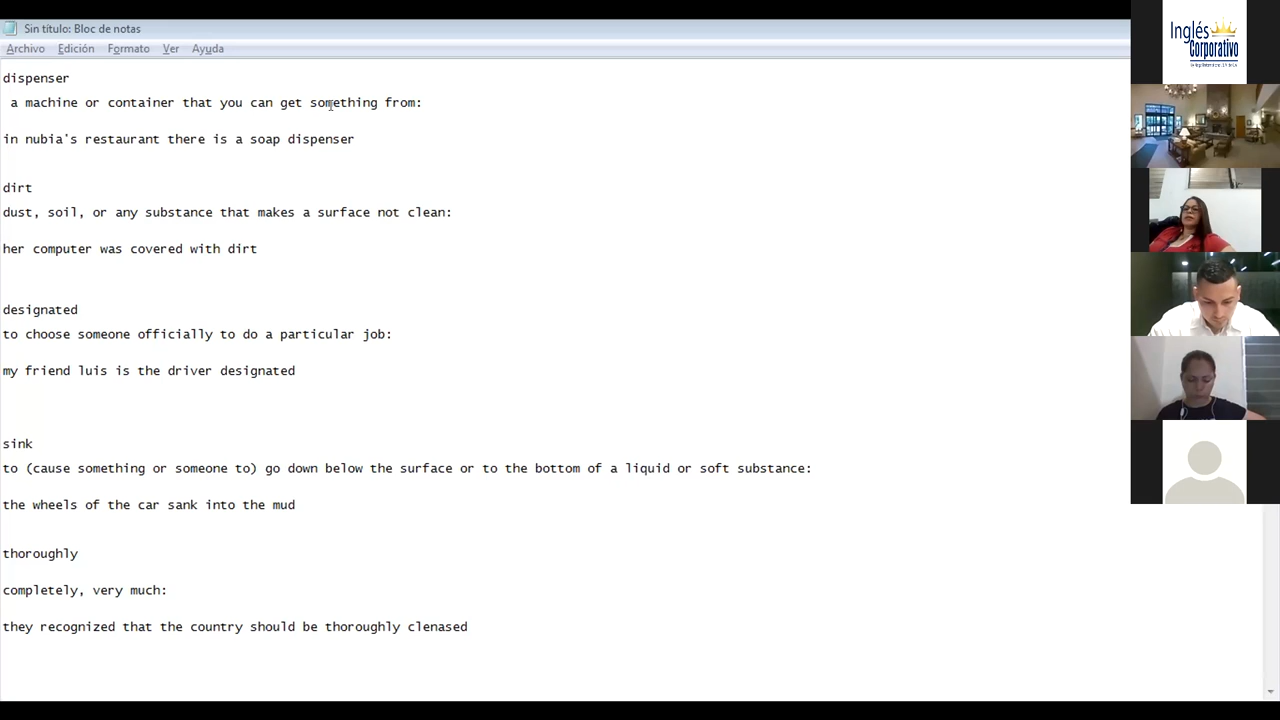 Sin título: Bloc de notas
Archivo Edición Formato Ver Ayuda
dispenser
a machine or container that you can get something from:
in nubia's restaurant there is a soap dispenser
dirt
dust, soil, or any substance that makes a surface not clean:
her computer was covered with dirt
designated
to choose someone officially to do a particular job:
my friend luis is the driver designated
sink
to (cause something or someone to) go down below the surface or to the bottom of a liquid or soft substance:
the wheels of the car sank into the mud
thoroughly
completely, very much:
they recognized that the country should be thoroughly clenased
Inglés
Corporativo